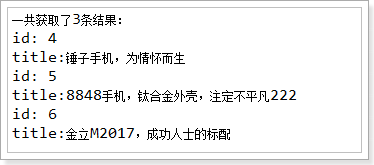 一共获取了3条结果:
id: 4
title:锤子手机，为情怀而生
id: 5
title:8848手机，钛合金外壳，注定不平凡222
id: 6
title:金立M2017，成功人士的标配